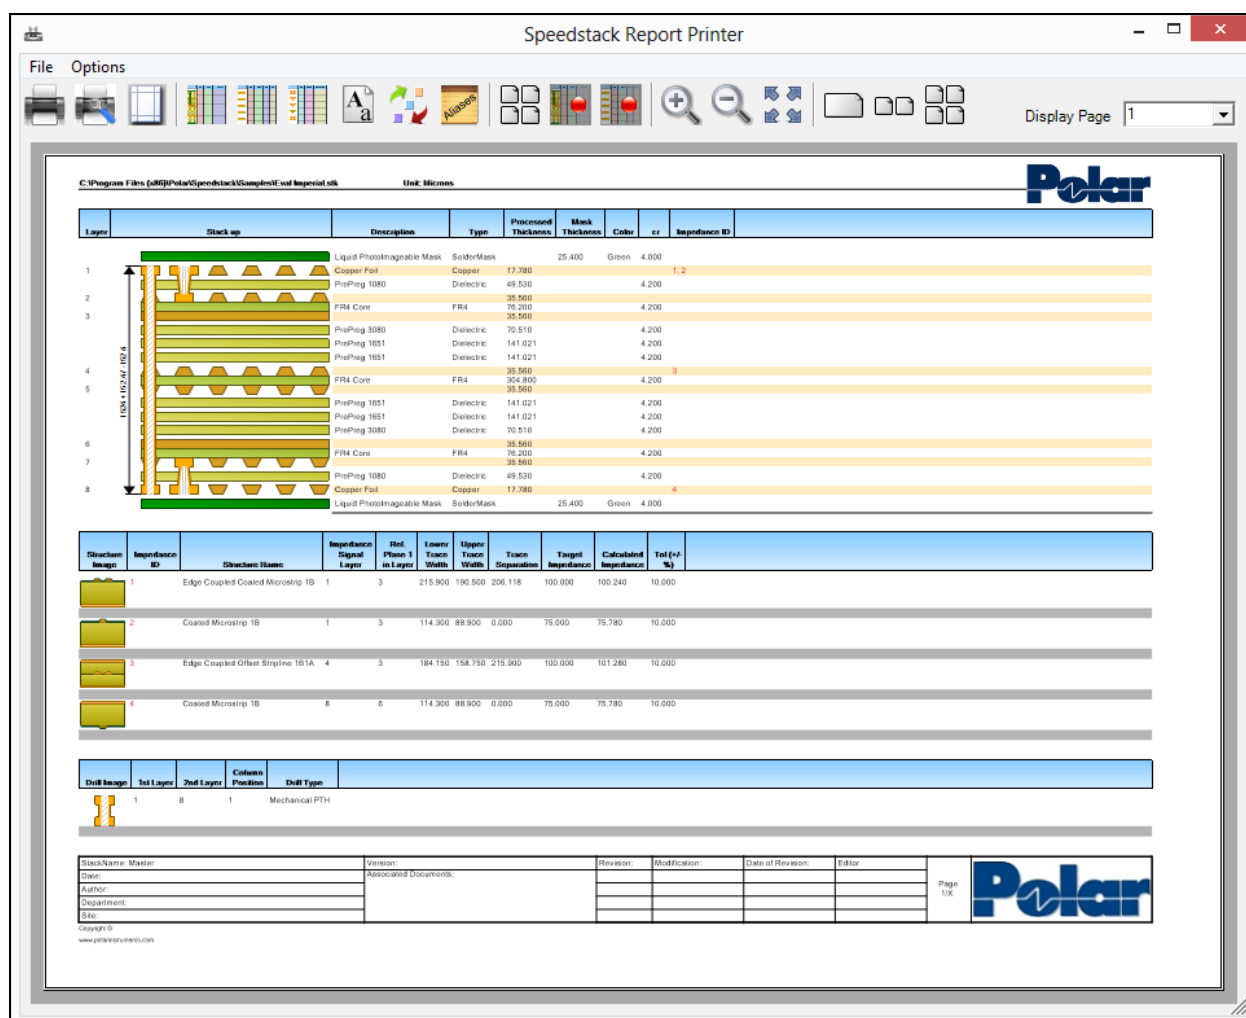 Speedstack Report Printer
File Options
Aliases
Display Page 1
C:\Program Files (x86)\Polar\Speedstack\Samples\Eval Imperial.stk Unit: Microns
Polar
Layer Stack up Description Type Processed Thickness Mask Thickness Color εr Impedance ID
Liquid PhotoImageable Mask SolderMask 25.400 Green 4.000
1 Copper Foil Copper 17.780 1, 2
PrePreg 1080 Dielectric 49.530 4.200
2 35.560
FR4 Core FR4 76.200 4.200
3 35.560
PrePreg 3080 Dielectric 70.510 4.200
PrePreg 1651 Dielectric 141.021 4.200
PrePreg 1651 Dielectric 141.021 4.200
4 35.560 3
FR4 Core FR4 304.800 4.200
5 35.560
PrePreg 1651 Dielectric 141.021 4.200
PrePreg 1651 Dielectric 141.021 4.200
PrePreg 3080 Dielectric 70.510 4.200
6 35.560
FR4 Core FR4 76.200 4.200
7 35.560
PrePreg 1080 Dielectric 49.530 4.200
8 Copper Foil Copper 17.780 4
Liquid PhotoImageable Mask SolderMask 25.400 Green 4.000
Structure Image Impedance ID Structure Name Impedance Signal Layer Ref. Plane 1 in Layer Lower Trace Width Upper Trace Width Trace Separation Target Impedance Calculated Impedance Tol (+/- %)
1 Edge Coupled Coated Microstrip 1B 1 3 215.900 190.500 206.118 100.000 100.240 10.000
2 Coated Microstrip 1B 1 3 114.300 88.900 0.000 75.000 75.780 10.000
3 Edge Coupled Offset Stripline 1B1A 4 3 184.150 158.750 215.900 100.000 101.280 10.000
4 Coated Microstrip 1B 8 6 114.300 88.900 0.000 75.000 75.780 10.000
Drill Image 1st Layer 2nd Layer Column Position Drill Type
1 8 1 Mechanical PTH
StackName: Master Version: Revision: Modification: Date of Revision: Editor
Date: Associated Documents:
Author:
Department:
Site:
Page
1/X
Polar
Copyright ©
www.polarinstruments.com